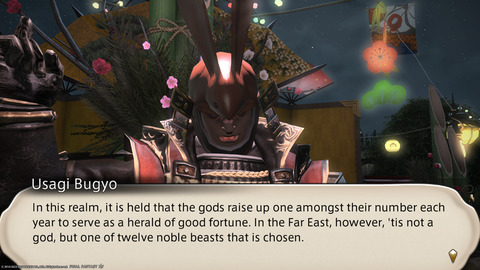 Usagi Bugyo
In this realm, it is held that the gods raise up one amongst their number each
year to serve as a herald of good fortune. In the Far East, however, 'tis not a
god, but one of twelve noble beasts that is chosen.